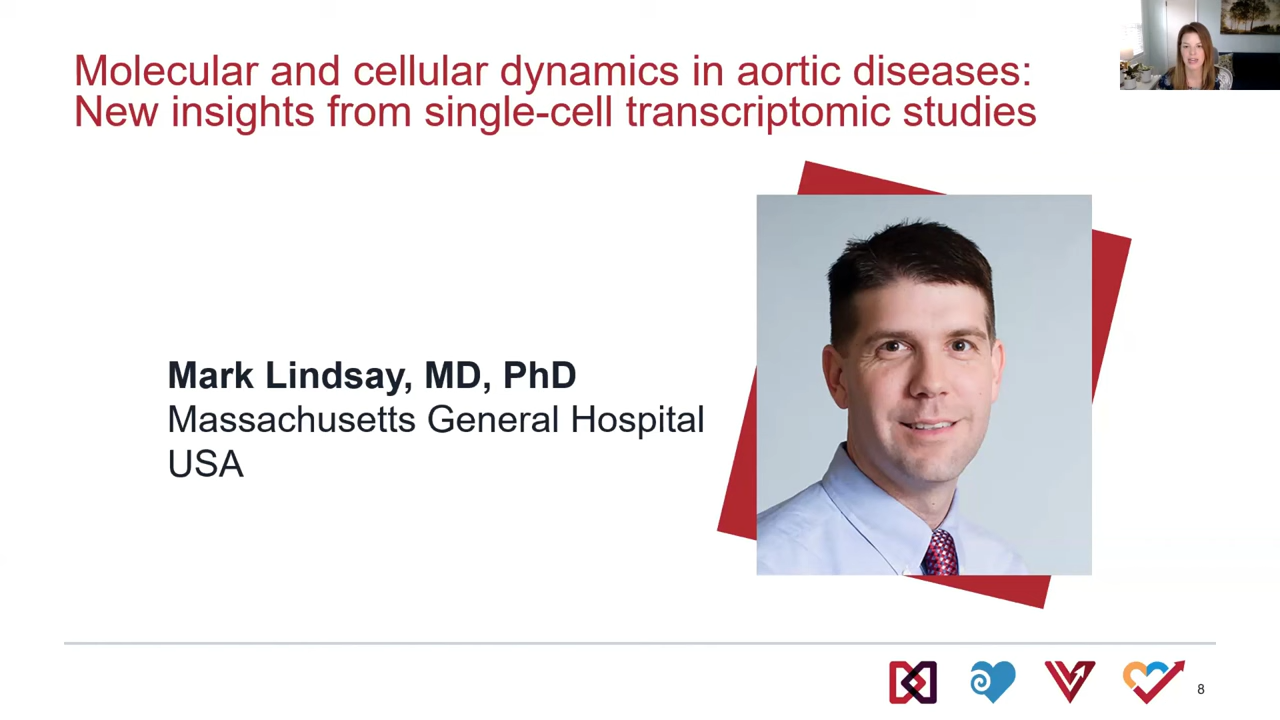 Molecular and cellular dynamics in aortic diseases:
New insights from single-cell transcriptomic studies
Mark Lindsay, MD, PhD
Massachusetts General Hospital
USA
8